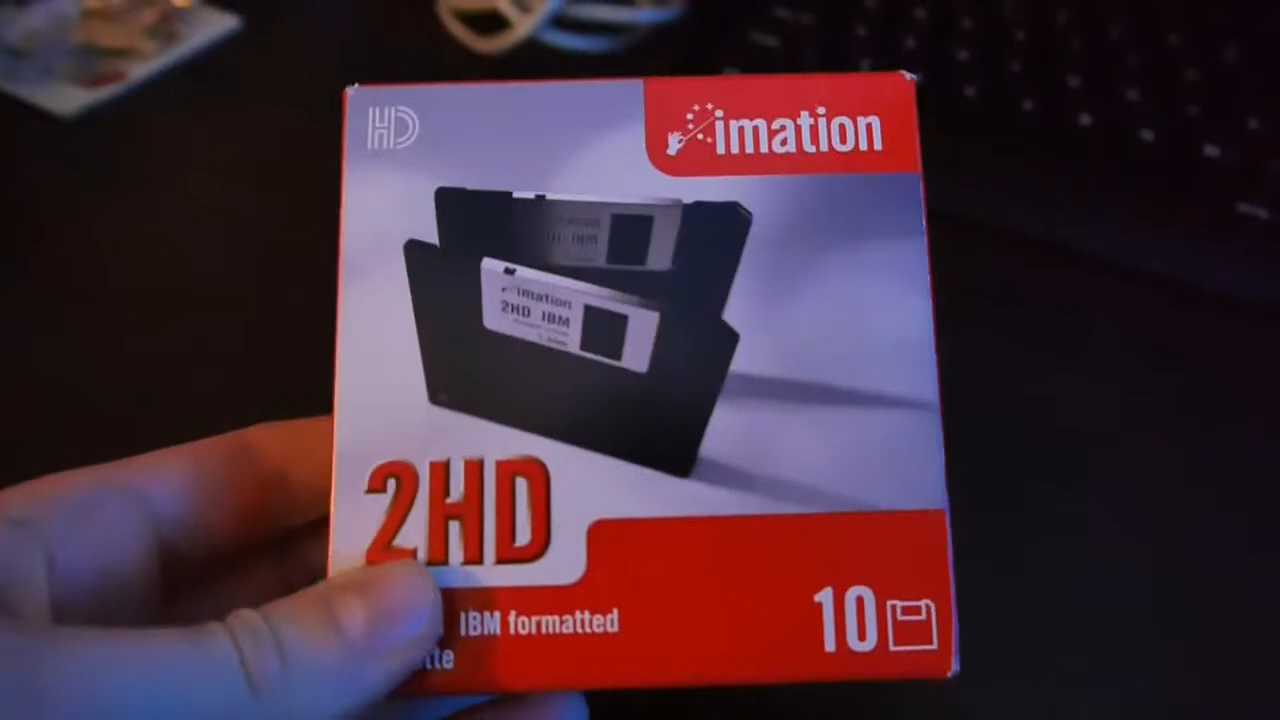 HD
imation
imation
2HD IBM
2HD
IBM formatted
10